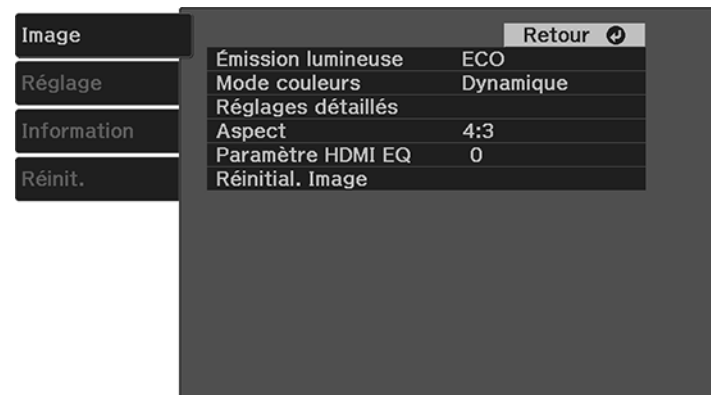 Image
Réglage
Information
Réinit.
Retour
Émission lumineuse ECO
Mode couleurs Dynamique
Réglages détaillés
Aspect 4:3
Paramètre HDMI EQ 0
Réinitial. Image